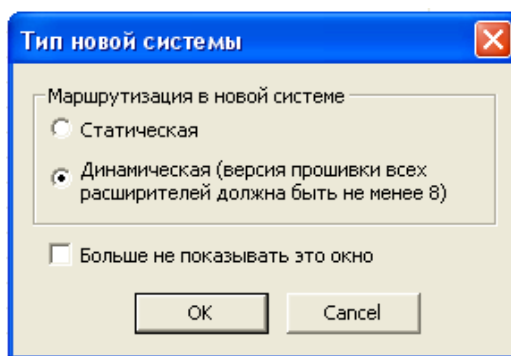 Тип новой системы
Маршрутизация в новой системе
Статическая
Динамическая (версия прошивки всех
расширителей должна быть не менее 8)
Больше не показывать это окно
OK
Cancel